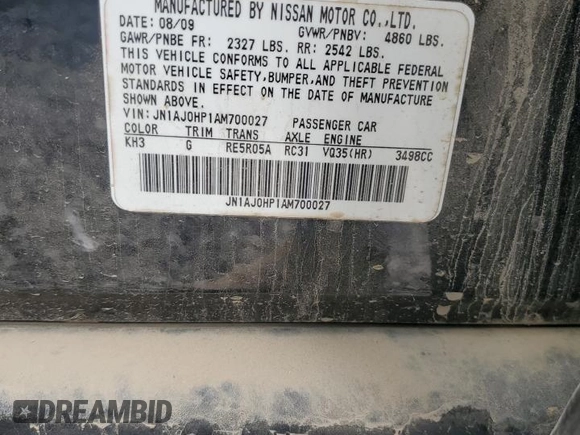 MANUFACTURED BY NISSAN MOTOR CO.,LTD.
DATE: 08/09 GVWR/PNBV: 4860 LBS.
GAWR/PNBE FR: 2327 LBS. RR: 2542 LBS.
THIS VEHICLE CONFORMS TO ALL APPLICABLE FEDERAL
MOTOR VEHICLE SAFETY,BUMPER,AND THEFT PREVENTION
STANDARDS IN EFFECT ON THE DATE OF MANUFACTURE
SHOWN ABOVE.
VIN: JN1AJ0HP1AM700027 PASSENGER CAR
COLOR TRIM TRANS AXLE ENGINE
KH3 G RE5R05A RC31 VQ35(HR) 3498CC
JN1AJ0HP1AM700027
DREAMBID